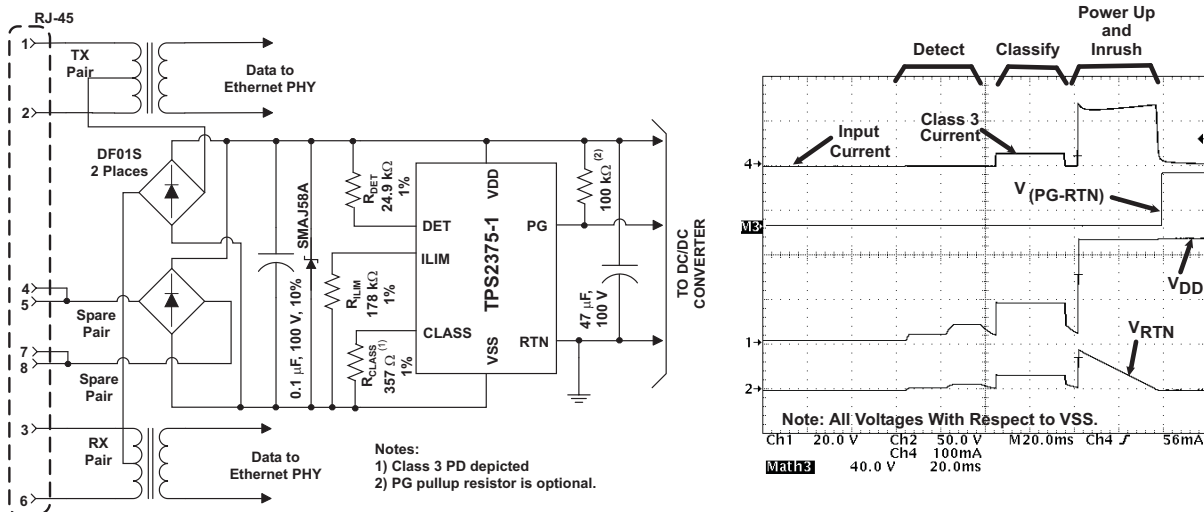 RJ-45
1
TX
Pair
2
Data to
Ethernet PHY
DF01S
2 Places
4
5
Spare
Pair
7
8
Spare
Pair
3
RX
Pair
6
Data to
Ethernet PHY
0.1 µF, 100 V, 10%
SMAJ58A
RDET
24.9 kΩ
1%
RILIM
178 kΩ
1%
RCLASS(1)
357 Ω
1%
DET
ILIM
CLASS
VDD
TPS2375-1
VSS
PG
RTN
100 kΩ(2)
47 µF,
100 V
TO DC/DC
CONVERTER
Notes:
1) Class 3 PD depicted
2) PG pullup resistor is optional.
Detect
Classify
Power Up
and
Inrush
Input
Current
Class 3
Current
V(PG-RTN)
VDD
VRTN
4
M3
1
2
Note: All Voltages With Respect to VSS.
Ch1 20.0 V Ch2 50.0 V M20.0ms Ch4 56mA
Ch4 100mA
Math3 40.0 V 20.0ms